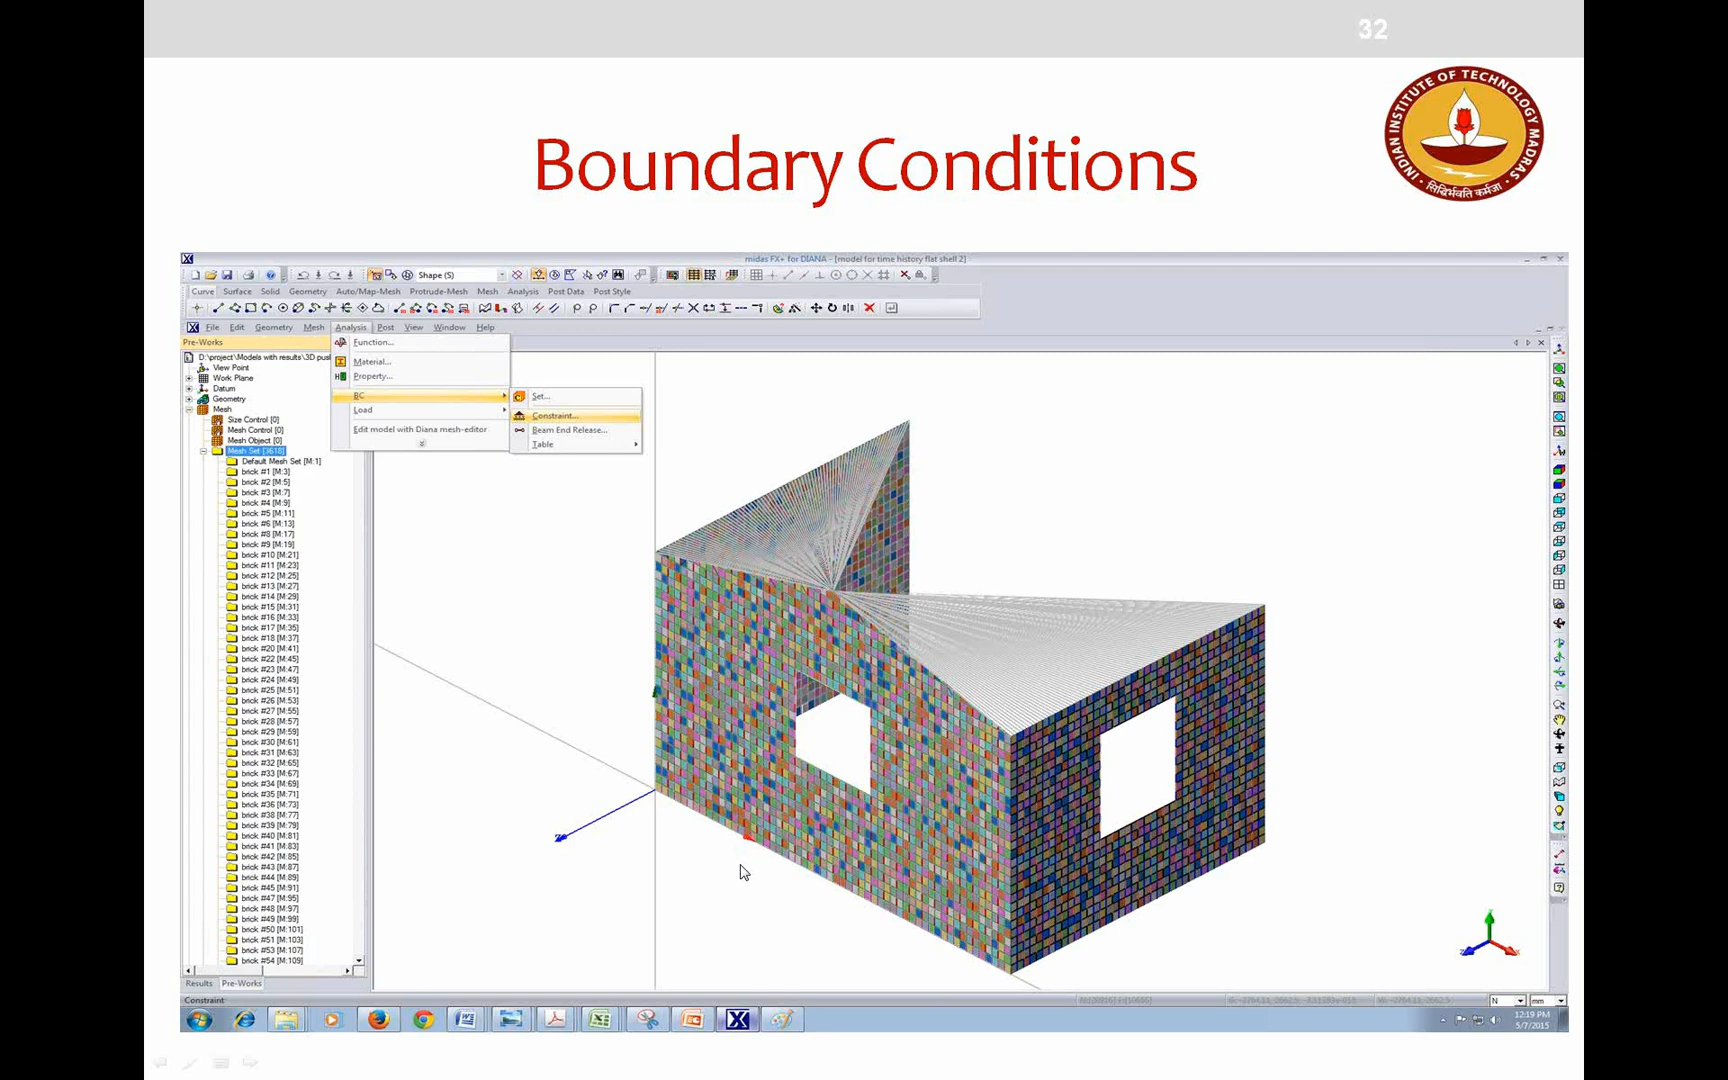 32
INDIAN INSTITUTE OF TECHNOLOGY MADRAS
सिद्धिर्भवति कर्मजा
Boundary Conditions
midas FX+ for DIANA - [model for time history flat shell 2]
Shape (S)
Curve Surface Solid Geometry Auto/Map-Mesh Protrude-Mesh Mesh Analysis Post Data Post Style
File Edit Geometry Mesh Analysis Post View Window Help
Pre-Works
Function...
Material...
Property...
BC
Load
Edit model with Diana mesh-editor
Set...
Constraint...
Beam End Release...
Table
D:\project\Models with results\3D pus
View Point
Work Plane
Datum
Geometry
Mesh
Size Control [0]
Mesh Control [0]
Mesh Object [0]
Mesh Set [3618]
Default Mesh Set [M:1]
brick #1 [M:3]
brick #2 [M:5]
brick #3 [M:7]
brick #4 [M:9]
brick #5 [M:11]
brick #6 [M:13]
brick #8 [M:17]
brick #9 [M:19]
brick #10 [M:21]
brick #11 [M:23]
brick #12 [M:25]
brick #13 [M:27]
brick #14 [M:29]
brick #15 [M:31]
brick #16 [M:33]
brick #17 [M:35]
brick #18 [M:37]
brick #20 [M:41]
brick #22 [M:45]
brick #23 [M:47]
brick #24 [M:49]
brick #25 [M:51]
brick #26 [M:53]
brick #27 [M:55]
brick #28 [M:57]
brick #29 [M:59]
brick #30 [M:61]
brick #31 [M:63]
brick #32 [M:65]
brick #33 [M:67]
brick #34 [M:69]
brick #35 [M:71]
brick #36 [M:73]
brick #38 [M:77]
brick #39 [M:79]
brick #40 [M:81]
brick #41 [M:83]
brick #42 [M:85]
brick #43 [M:87]
brick #44 [M:89]
brick #45 [M:91]
brick #47 [M:95]
brick #48 [M:97]
brick #49 [M:99]
brick #50 [M:101]
brick #51 [M:103]
brick #53 [M:107]
brick #54 [M:109]
Results Pre-Works
Constraint
N mm
12:19 PM
5/7/2015